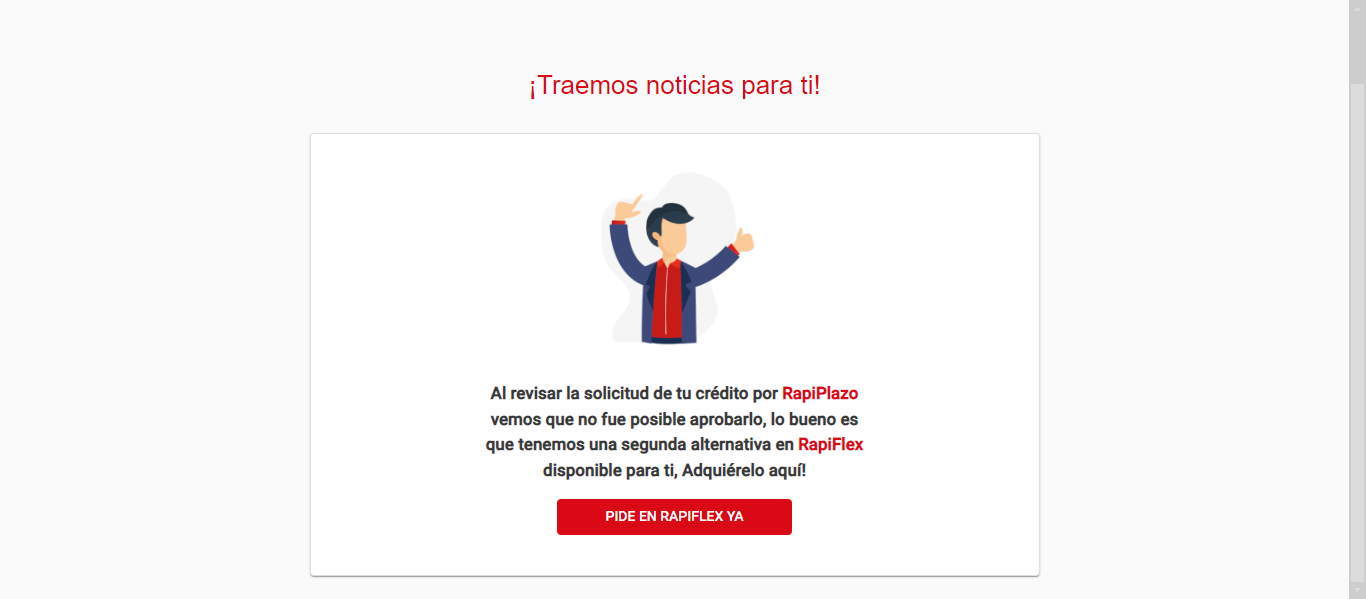 ¡Traemos noticias para ti!
Al revisar la solicitud de tu crédito por RapiPlazo
vemos que no fue posible aprobarlo, lo bueno es
que tenemos una segunda alternativa en RapiFlex
disponible para ti, Adquiérelo aquí!
PIDE EN RAPIFLEX YA